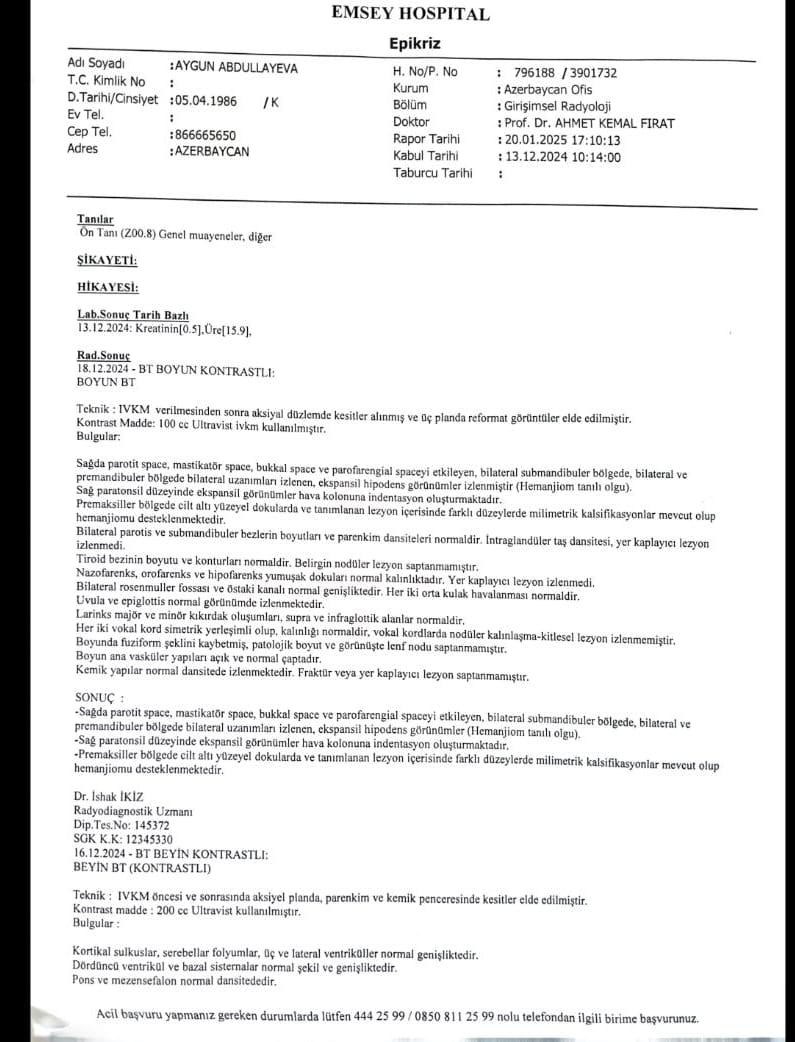 EMSEY HOSPITAL
Epikriz
Adı Soyadı :AYGUN ABDULLAYEVA
T.C. Kimlik No :
D.Tarihi/Cinsiyet :05.04.1986 / K
Ev Tel. :
Cep Tel. :866665650
Adres :AZERBAYCAN
H. No/P. No : 796188 / 3901732
Kurum : Azerbaycan Ofis
Bölüm : Girişimsel Radyoloji
Doktor : Prof. Dr. AHMET KEMAL FIRAT
Rapor Tarihi : 20.01.2025 17:10:13
Kabul Tarihi : 13.12.2024 10:14:00
Taburcu Tarihi :
Tanılar
Ön Tanı (Z00.8) Genel muayeneler, diğer
ŞİKAYETİ:
HİKAYESİ:
Lab.Sonuç Tarih Bazlı
13.12.2024: Kreatinin[0.5],Üre[15.9],
Rad.Sonuç
18.12.2024 - BT BOYUN KONTRASTLI:
BOYUN BT
Teknik : IVKM verilmesinden sonra aksiyal düzlemde kesitler alınmış ve üç planda reformat görüntüler elde edilmiştir.
Kontrast Madde: 100 cc Ultravist ivkm kullanılmıştır.
Bulgular:
Sağda parotit space, mastikatör space, bukkal space ve parofarengial spaceyi etkileyen, bilateral submandibuler bölgede, bilateral ve
premandibuler bölgede bilateral uzanımları izlenen, ekspansil hipodens görünümler izlenmiştir (Hemanjiom tanılı olgu).
Sağ paratonsil düzeyinde ekspansil görünümler hava kolonuna indentasyon oluşturmaktadır.
Premaksiller bölgede cilt altı yüzeyel dokularda ve tanımlanan lezyon içerisinde farklı düzeylerde milimetrik kalsifikasyonlar mevcut olup
hemanjiomu desteklenmektedir.
Bilateral parotis ve submandibuler bezlerin boyutları ve parenkim dansiteleri normaldir. İntraglandüler taş dansitesi, yer kaplayıcı lezyon
izlenmedi.
Tiroid bezinin boyutu ve konturları normaldir. Belirgin nodüler lezyon saptanmamıştır.
Nazofarenks, orofarenks ve hipofarenks yumuşak dokuları normal kalınlıktadır. Yer kaplayıcı lezyon izlenmedi.
Bilateral rosenmuller fossası ve östaki kanalı normal genişliktedir. Her iki orta kulak havalanması normaldir.
Uvula ve epiglottis normal görünümde izlenmektedir.
Larinks majör ve minör kıkırdak oluşumları, supra ve infraglottik alanlar normaldir.
Her iki vokal kord simetrik yerleşimli olup, kalınlığı normaldir, vokal kordlarda nodüler kalınlaşma-kitlesel lezyon izlenmemiştir.
Boyunda fuziform şeklini kaybetmiş, patolojik boyut ve görünüşte lenf nodu saptanmamıştır.
Boyun ana vasküler yapıları açık ve normal çaptadır.
Kemik yapılar normal dansitede izlenmektedir. Fraktür veya yer kaplayıcı lezyon saptanmamıştır.
SONUÇ :
-Sağda parotit space, mastikatör space, bukkal space ve parofarengial spaceyi etkileyen, bilateral submandibuler bölgede, bilateral ve
premandibuler bölgede bilateral uzanımları izlenen, ekspansil hipodens görünümler (Hemanjiom tanılı olgu).
-Sağ paratonsil düzeyinde ekspansil görünümler hava kolonuna indentasyon oluşturmaktadır.
-Premaksiller bölgede cilt altı yüzeyel dokularda ve tanımlanan lezyon içerisinde farklı düzeylerde milimetrik kalsifikasyonlar mevcut olup
hemanjiomu desteklenmektedir.
Dr. İshak İKİZ
Radyodiagnostik Uzmanı
Dip.Tes.No: 145372
SGK K.K: 12345330
16.12.2024 - BT BEYİN KONTRASTLI:
BEYİN BT (KONTRASTLI)
Teknik : IVKM öncesi ve sonrasında aksiyel planda, parenkim ve kemik penceresinde kesitler elde edilmiştir.
Kontrast madde : 200 cc Ultravist kullanılmıştır.
Bulgular :
Kortikal sulkuslar, serebellar folyumlar, üç ve lateral ventriküller normal genişliktedir.
Dördüncü ventrikül ve bazal sisternalar normal şekil ve genişliktedir.
Pons ve mezensefalon normal dansitededir.
Acil başvuru yapmanız gereken durumlarda lütfen 444 25 99 / 0850 811 25 99 nolu telefondan ilgili birime başvurunuz.